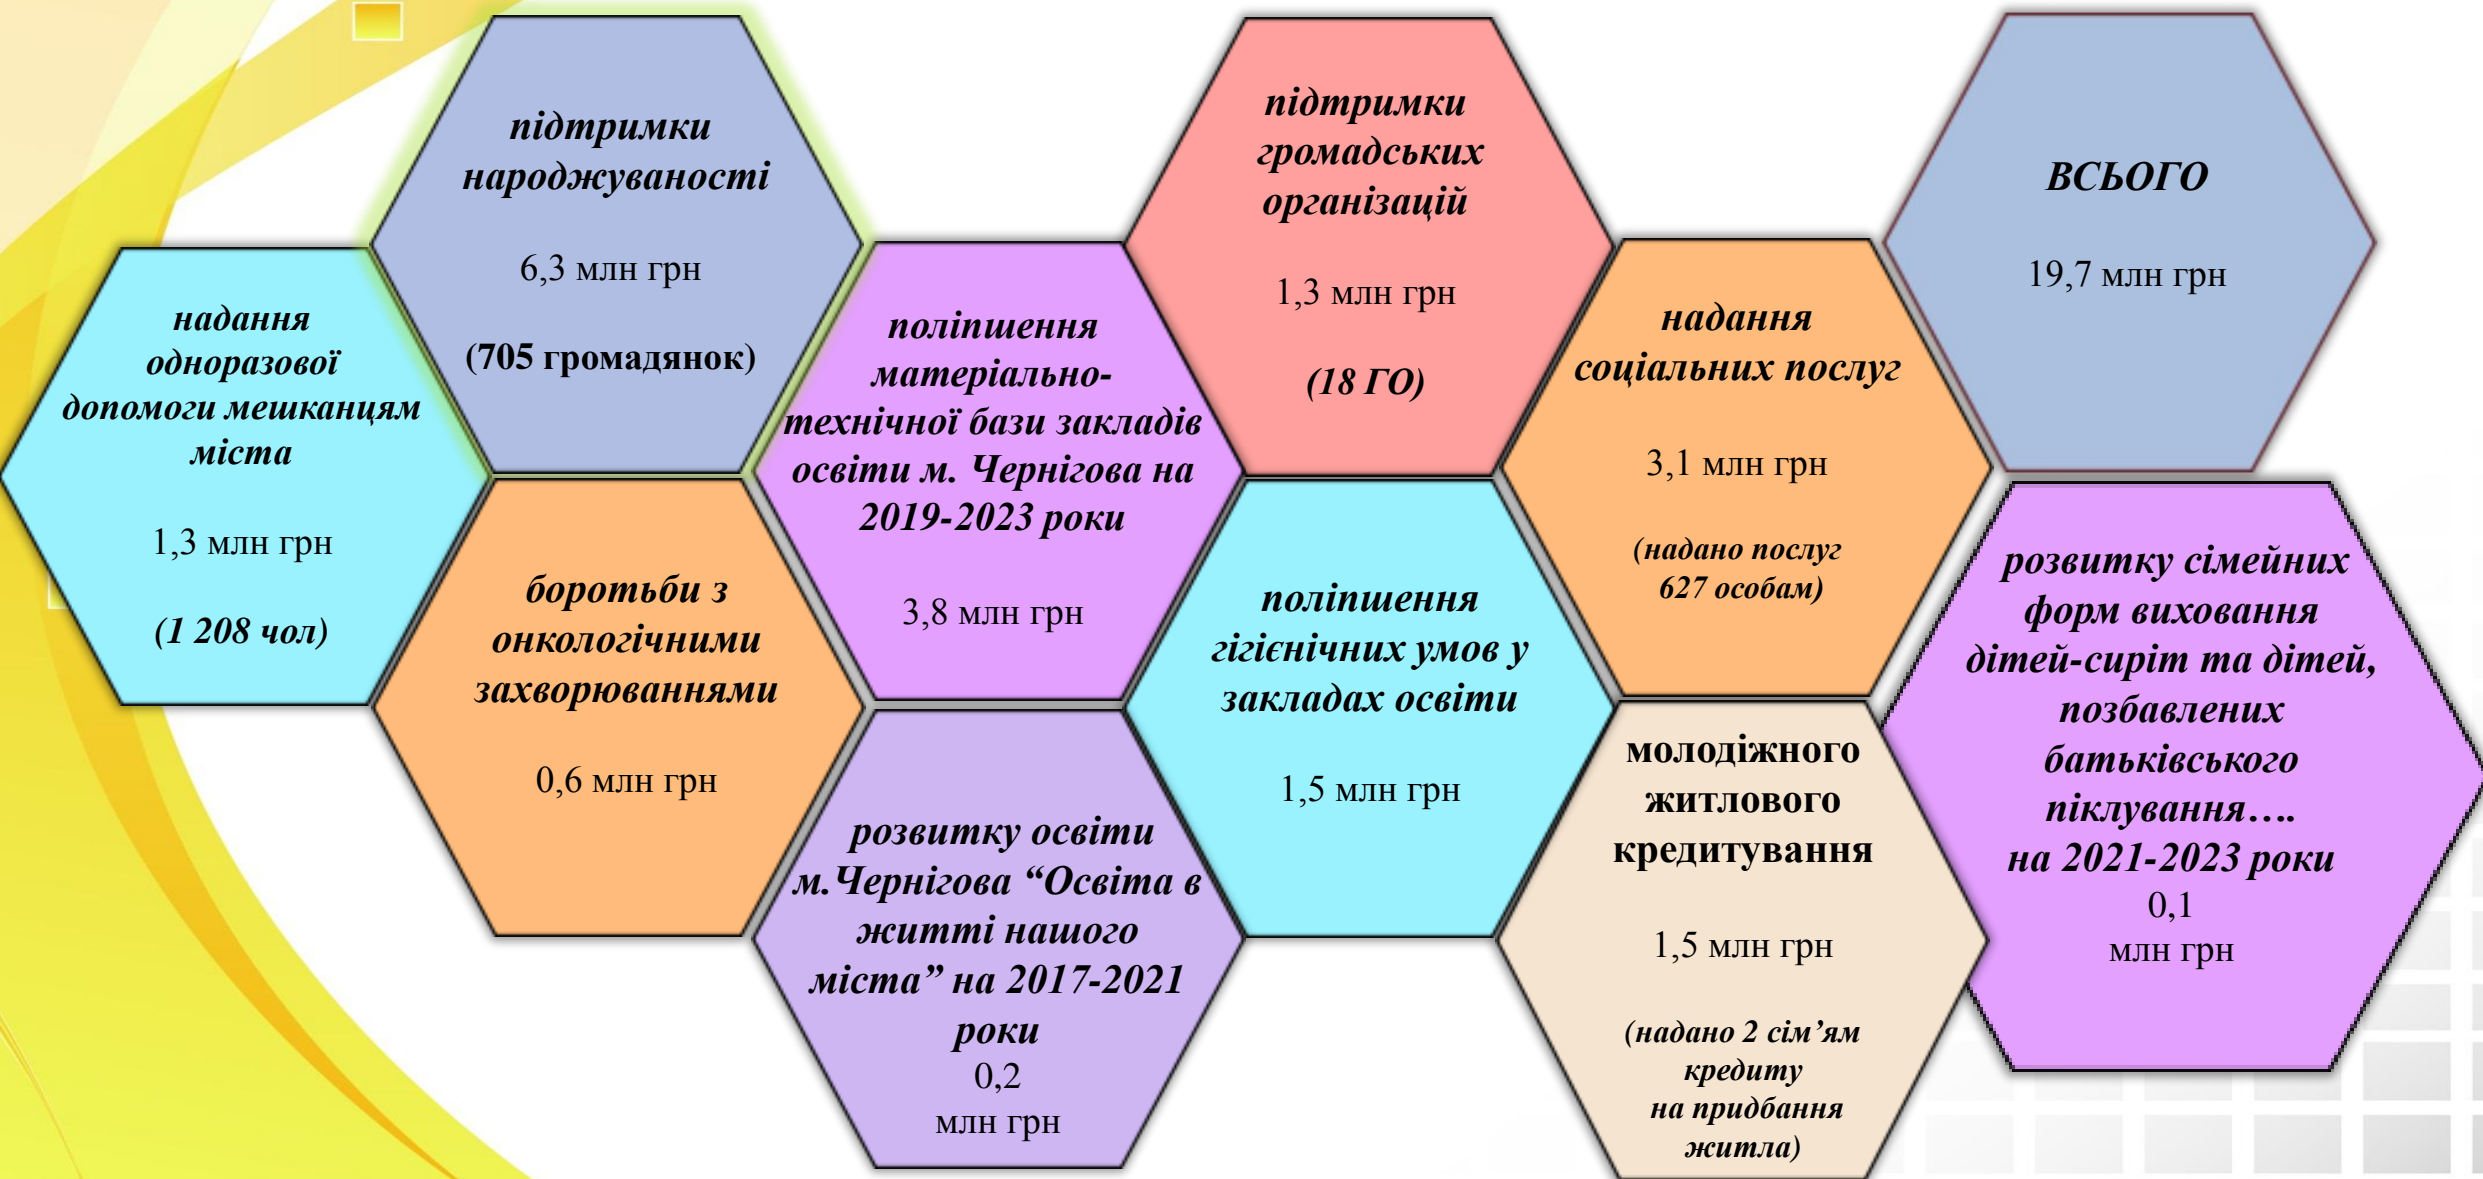 надання
одноразової
допомоги мешканцям
міста
1,3 млн грн
(1 208 чол)
підтримки
народжуваності
6,3 млн грн
(705 громадянок)
боротьби з
онкологічними
захворюваннями
0,6 млн грн
поліпшення
матеріально-
технічної бази закладів
освіти м. Чернігова на
2019-2023 роки
3,8 млн грн
розвитку освіти
м.Чернігова “Освіта в
житті нашого
міста” на 2017-2021
роки
0,2
млн грн
підтримки
громадських
організацій
1,3 млн грн
(18 ГО)
поліпшення
гігієнічних умов у
закладах освіти
1,5 млн грн
надання
соціальних послуг
3,1 млн грн
(надано послуг
627 особам)
молодіжного
житлового
кредитування
1,5 млн грн
(надано 2 сім’ям
кредиту
на придбання
житла)
ВСЬОГО
19,7 млн грн
розвитку сімейних
форм виховання
дітей-сиріт та дітей,
позбавлених
батьківського
піклування….
на 2021-2023 роки
0,1
млн грн